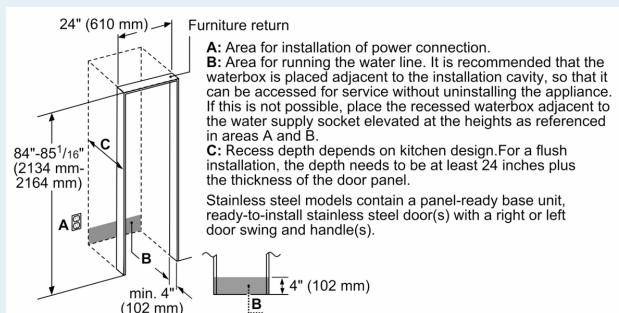 24" (610 mm)
Furniture return
A: Area for installation of power connection.
B: Area for running the water line. It is recommended that the
waterbox is placed adjacent to the installation cavity, so that it
can be accessed for service without uninstalling the appliance.
If this is not possible, place the recessed waterbox adjacent to
the water supply socket elevated at the heights as referenced
in areas A and B.
C: Recess depth depends on kitchen design.For a flush
installation, the depth needs to be at least 24 inches plus
the thickness of the door panel.
Stainless steel models contain a panel-ready base unit,
ready-to-install stainless steel door(s) with a right or left
door swing and handle(s).
C
84"-85 1/16"
(2134 mm-
2164 mm)
A
B
min. 4"
(102 mm)
4" (102 mm)
B